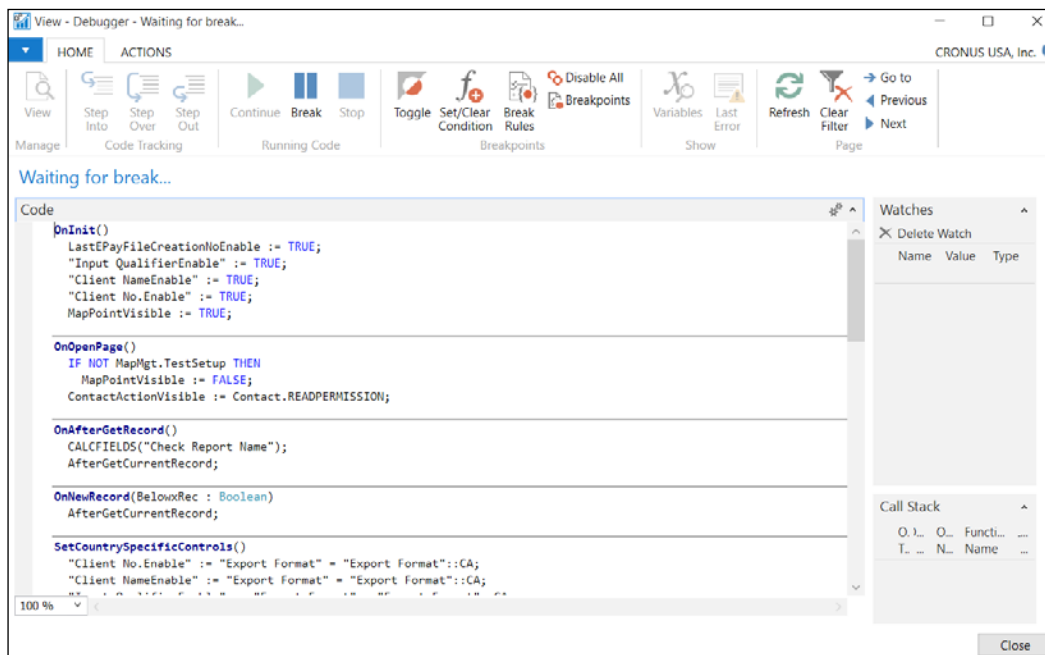 View - Debugger - Waiting for break...
HOME ACTIONS CRONUS USA, Inc.
View
Step Into
Step Over
Step Out
Continue
Break
Stop
Toggle
Set/Clear Condition
Break Rules
Disable All
Breakpoints
Variables
Last Error
Refresh
Clear Filter
Go to
Previous
Next
Manage Code Tracking Running Code Breakpoints Show Page
Waiting for break...
Code
OnInit()
LastEPayFileCreationNoEnable := TRUE;
"Input QualifierEnable" := TRUE;
"Client NameEnable" := TRUE;
"Client No.Enable" := TRUE;
MapPointVisible := TRUE;
OnOpenPage()
IF NOT MapMgt.TestSetup THEN
MapPointVisible := FALSE;
ContactActionVisible := Contact.READPERMISSION;
OnAfterGetRecord()
CALCFIELDS("Check Report Name");
AfterGetCurrentRecord;
OnNewRecord(BelowxRec : Boolean)
AfterGetCurrentRecord;
SetCountrySpecificControls()
"Client No.Enable" := "Export Format" = "Export Format"::CA;
"Client NameEnable" := "Export Format" = "Export Format"::CA;
100 %
Watches
Delete Watch
Name Value Type
Call Stack
O... Functi... ...
T... ... N... Name ...
Close